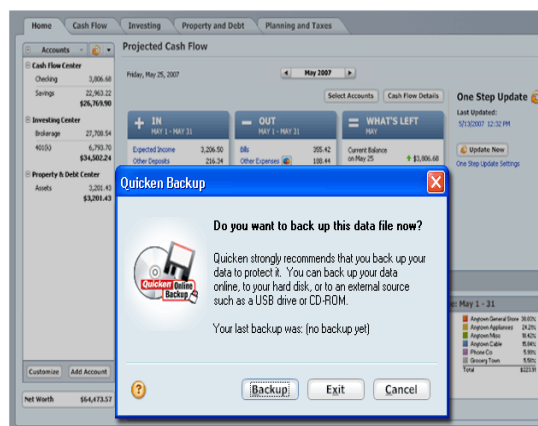 Home Cash Flow Investing Property and Debt Planning and Taxes
Accounts
Projected Cash Flow
Cash Flow Center
Checking 3,806.68
Savings 22,963.22
$26,769.90
Investing Center
Brokerage 27,708.54
401(k) 6,793.70
$34,502.24
Property & Debt Center
Assets 3,201.43
$3,201.43
Customize Add Account
Net Worth $64,473.57
Friday, May 25, 2007
May 2007
Select Accounts Cash Flow Details
IN
MAY 1 - MAY 31
OUT
MAY 1 - MAY 31
WHAT'S LEFT
MAY
Expected Income 3,206.50
Other Deposits 216.34
Bills 355.42
Other Expenses 188.44
Current Balance
on May 25 $3,806.68
One Step Update
Last Updated:
5/13/2007 12:32 PM
Update Now
One Step Update Settings
Quicken Backup
Do you want to back up this data file now?
Quicken strongly recommends that you back up your
data to protect it. You can back up your data
online, to your hard disk, or to an external source
such as a USB drive or CD-ROM.
Your last backup was: (no backup yet)
Quicken Online
Backup
Backup Exit Cancel
e: May 1 - 31
Anytown General Store
Anytown Appliances
Anytown Misc
Anytown Cable
Phone Co
Grocery Town
Total